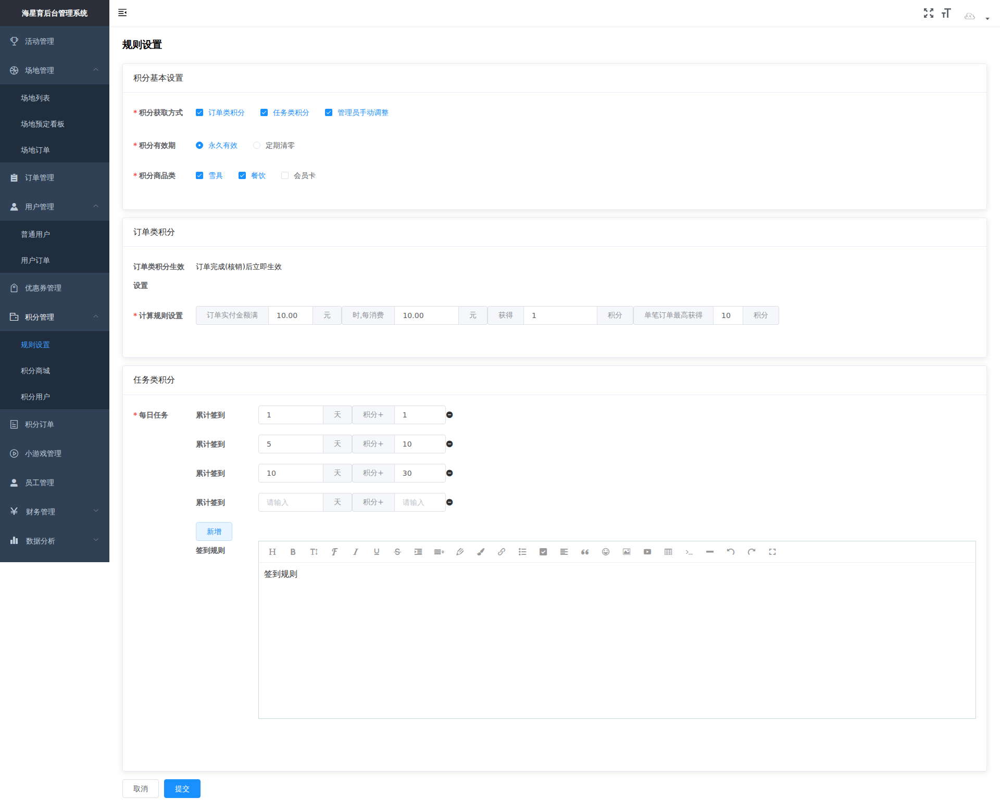 海星育后台管理系统
活动管理
场地管理
场地列表
场地预定看板
场地订单
订单管理
用户管理
普通用户
用户订单
优惠券管理
积分管理
规则设置
积分商城
积分用户
积分订单
小游戏管理
员工管理
财务管理
数据分析
规则设置
积分基本设置
* 积分获取方式 订单类积分 任务类积分 管理员手动调整
* 积分有效期 永久有效 定期清零
* 积分商品类 雪具 餐饮 会员卡
订单类积分
订单类积分生效 订单完成(核销)后立即生效
设置
* 计算规则设置 订单实付金额满 10.00 元 时,每消费 10.00 元 获得 1 积分 单笔订单最高获得 10 积分
任务类积分
* 每日任务 累计签到 1 天 积分+ 1
累计签到 5 天 积分+ 10
累计签到 10 天 积分+ 30
累计签到 请输入 天 积分+ 请输入
新增
签到规则
签到规则
取消 提交